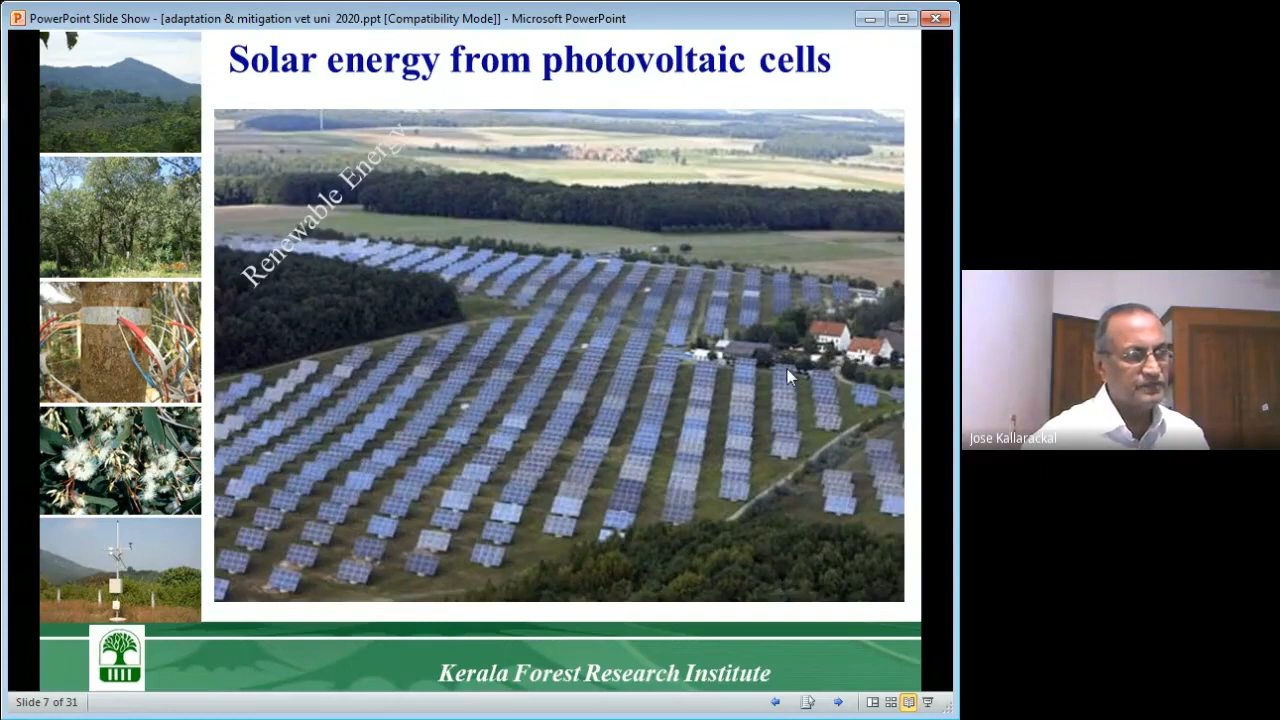 PowerPoint Slide Show - [adaptation & mitigation vet uni  2020.ppt [Compatibility Mode]] - Microsoft PowerPoint
Solar energy from photovoltaic cells
Renewable Energy
Jose Kallarackal
Kerala Forest Research Institute
Slide 7 of 31